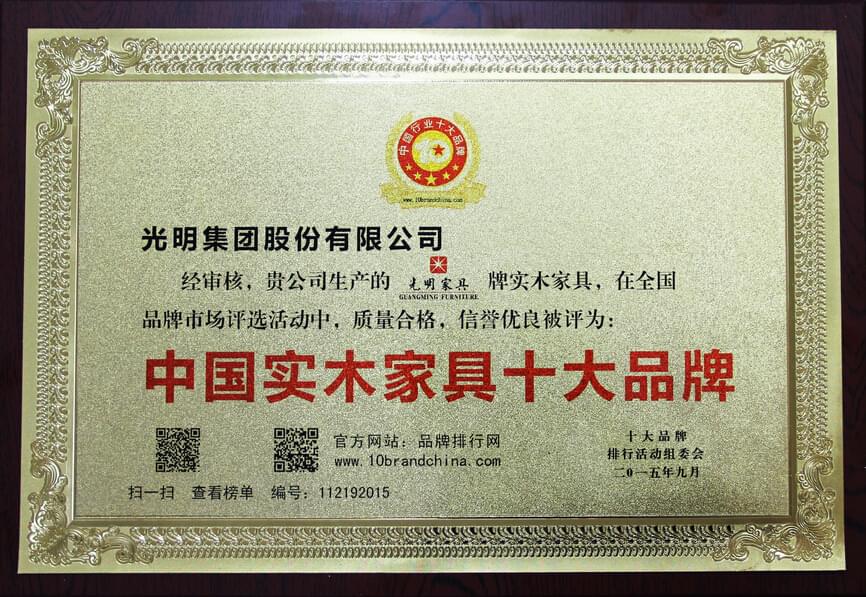 中国行业十大品牌
www.10brandchina.com
光明集团股份有限公司
经审核，贵公司生产的 光明家具 牌实木家具，在全国
GUANGMING FURNITURE
品牌市场评选活动中，质量合格，信誉优良被评为：
中国实木家具十大品牌
官方网站：品牌排行网
www.10brandchina.com
扫一扫 查看榜单 编号：112192015
十大品牌
排行活动组委会
二〇一五年九月